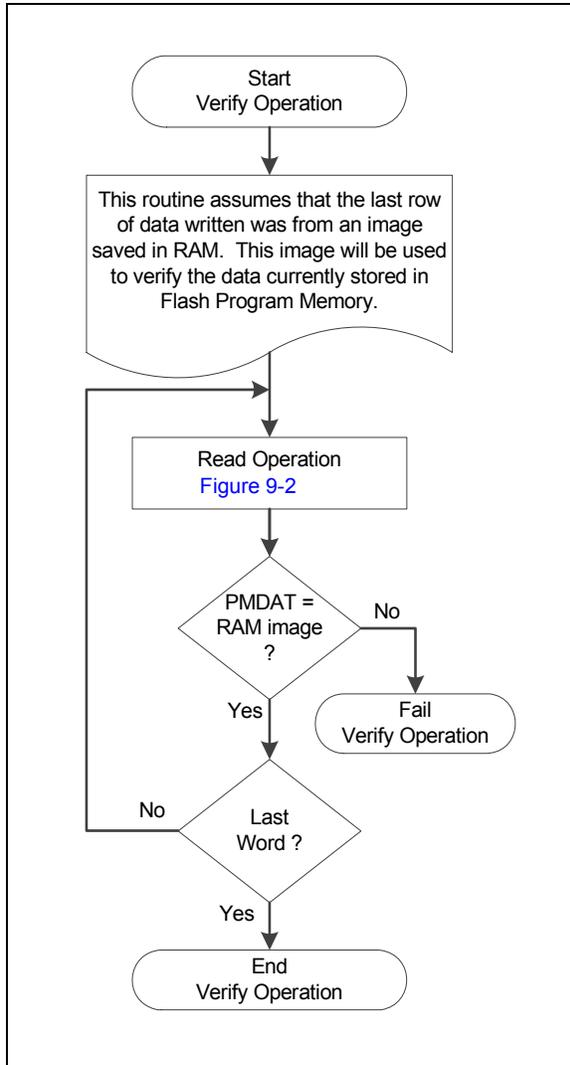 Start
Verify Operation
This routine assumes that the last row
of data written was from an image
saved in RAM.  This image will be used
to verify the data currently stored in
Flash Program Memory.
Read Operation
Figure 9-2
PMDAT =
RAM image
?
No
Yes
Fail
Verify Operation
No
Last
Word ?
Yes
End
Verify Operation